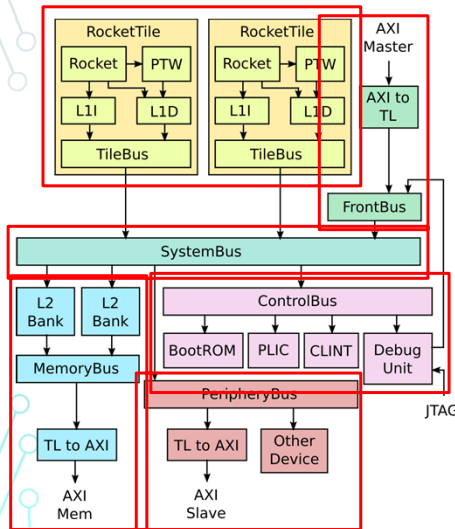 RocketTile
RocketTile
AXI
Master
Rocket
PTW
Rocket
PTW
AXI to
TL
L1I
L1D
L1I
L1D
TileBus
TileBus
FrontBus
SystemBus
L2
Bank
L2
Bank
ControlBus
BootROM
PLIC
CLINT
Debug
Unit
MemoryBus
PeripheryBus
JTAG
TL to AXI
TL to AXI
Other
Device
AXI
Mem
AXI
Slave